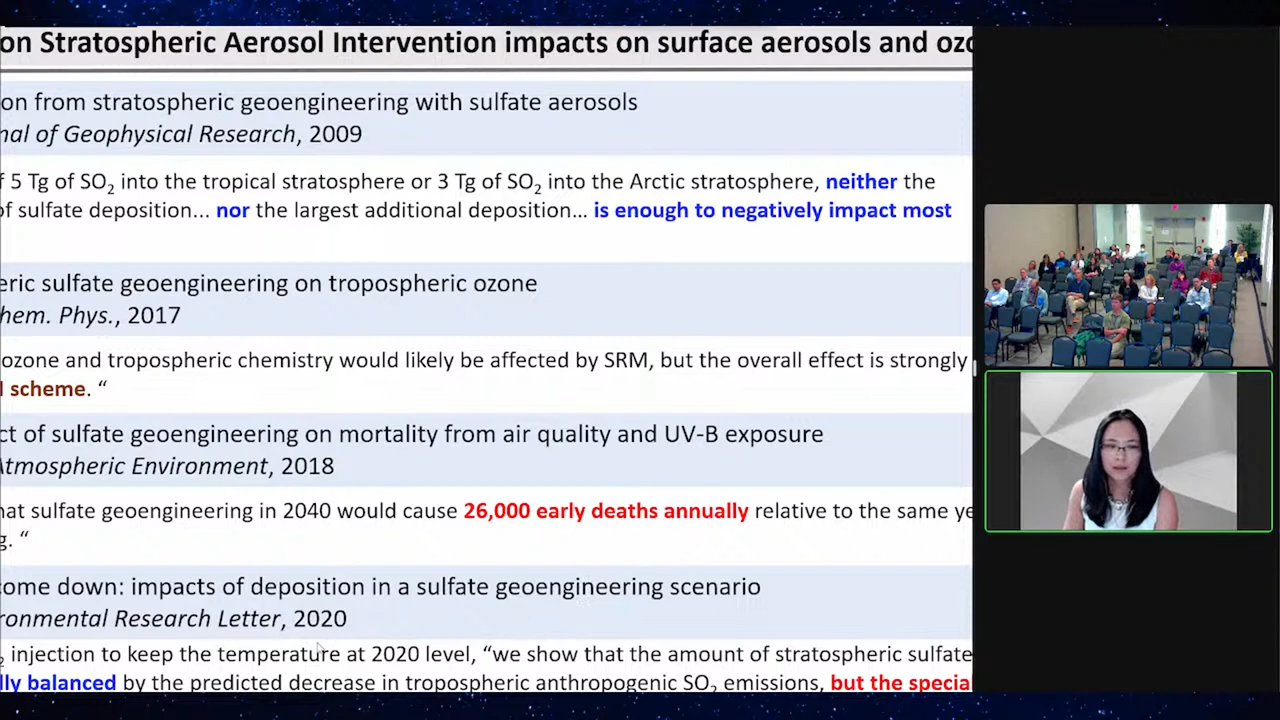 on Stratospheric Aerosol Intervention impacts on surface aerosols and ozo
on from stratospheric geoengineering with sulfate aerosols
nal of Geophysical Research, 2009
f 5 Tg of SO₂ into the tropical stratosphere or 3 Tg of SO₂ into the Arctic stratosphere, neither the
of sulfate deposition... nor the largest additional deposition... is enough to negatively impact most
eric sulfate geoengineering on tropospheric ozone
hem. Phys., 2017
ozone and tropospheric chemistry would likely be affected by SRM, but the overall effect is strongly
scheme. “
ct of sulfate geoengineering on mortality from air quality and UV-B exposure
Atmospheric Environment, 2018
hat sulfate geoengineering in 2040 would cause 26,000 early deaths annually relative to the same ye
g. “
come down: impacts of deposition in a sulfate geoengineering scenario
ronmental Research Letter, 2020
₂ injection to keep the temperature at 2020 level, “we show that the amount of stratospheric sulfate
lly balanced by the predicted decrease in tropospheric anthropogenic SO₂ emissions, but the special